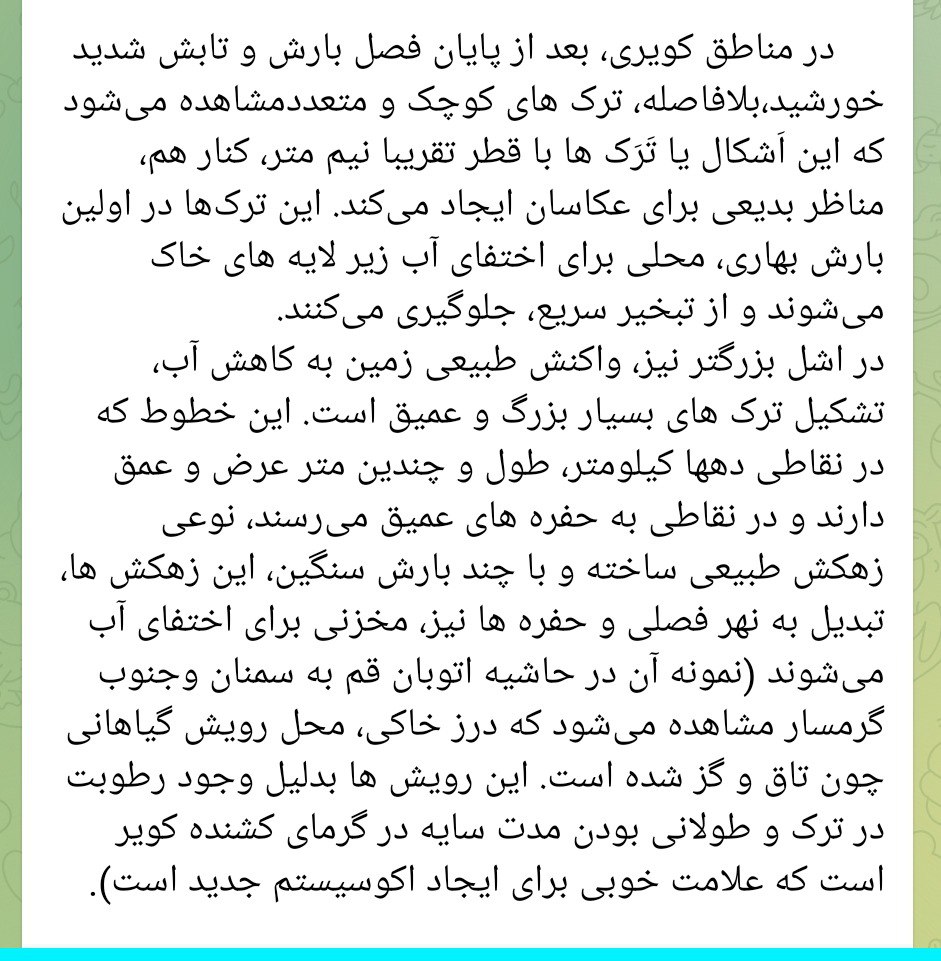 در مناطق کویری، بعد از پایان فصل بارش و تابش شدید
خورشید،بلافاصله، ترک های کوچک و متعددمشاهده می‌شود
که این اَشکال یا تَرَک ها با قطر تقریبا نیم متر، کنار هم،
مناظر بدیعی برای عکاسان ایجاد می‌کند. این ترک‌ها در اولین
بارش بهاری، محلی برای اختفای آب زیر لایه های خاک
می‌شوند و از تبخیر سریع، جلوگیری می‌کنند.
در اشل بزرگتر نیز، واکنش طبیعی زمین به کاهش آب،
تشکیل ترک های بسیار بزرگ و عمیق است. این خطوط که
در نقاطی دهها کیلومتر، طول و چندین متر عرض و عمق
دارند و در نقاطی به حفره های عمیق می‌رسند، نوعی
زهکش طبیعی ساخته و با چند بارش سنگین، این زهکش ها،
تبدیل به نهر فصلی و حفره ها نیز، مخزنی برای اختفای آب
می‌شوند (نمونه آن در حاشیه اتوبان قم به سمنان وجنوب
گرمسار مشاهده می‌شود که درز خاکی، محل رویش گیاهانی
چون تاق و گز شده است. این رویش ها بدلیل وجود رطوبت
در ترک و طولانی بودن مدت سایه در گرمای کشنده کویر
است که علامت خوبی برای ایجاد اکوسیستم جدید است).